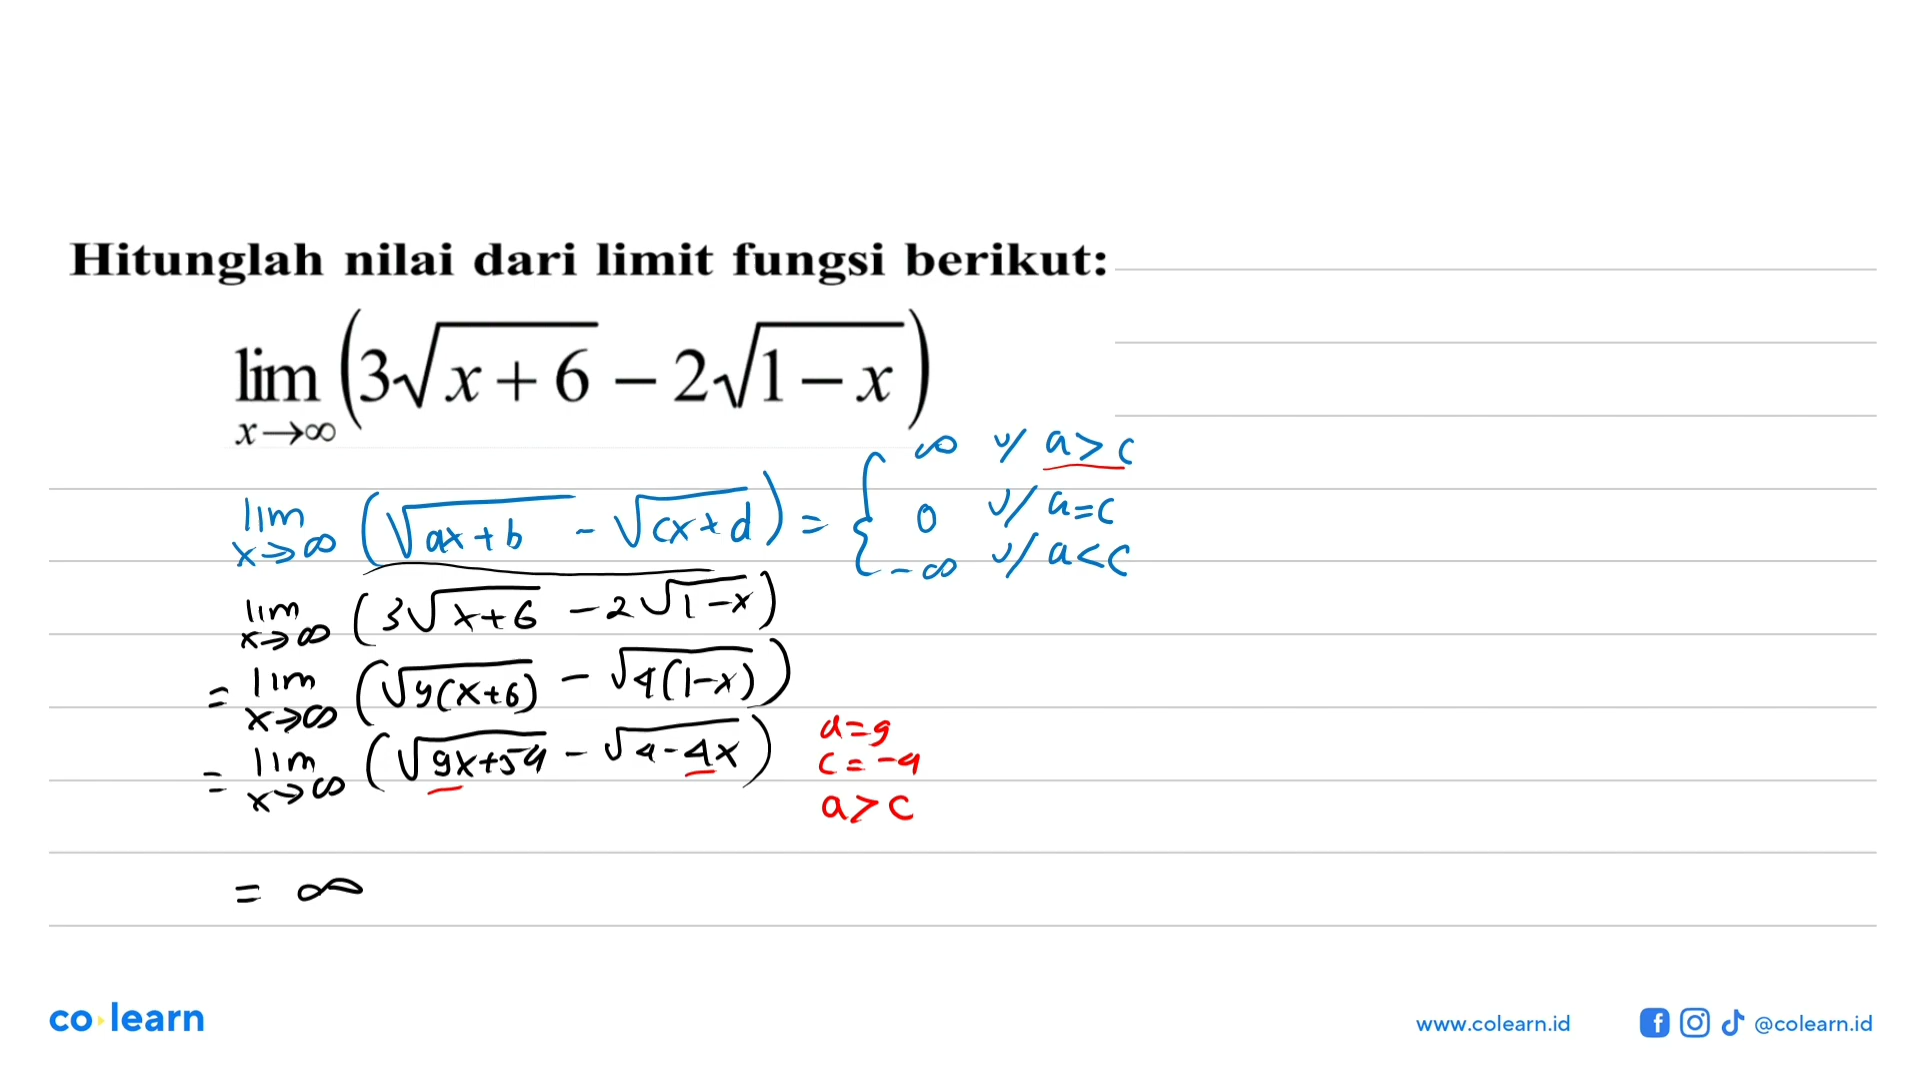 Hitunglah nilai dari limit fungsi berikut:
lim x→∞ (3√(x+6) − 2√(1−x))
lim x→∞ (√(ax+b) − √(cx+d)) = { ∞ u/ a>c
0 u/ a=c
−∞ u/ a<c
lim x→∞ (3√(x+6) − 2√(1−x))
= lim x→∞ (√(9(x+6)) − √(4(1−x)))
= lim x→∞ (√(9x+54) − √(4−4x))
a=9
c=−4
a>c
= ∞
co learn
www.colearn.id
@colearn.id